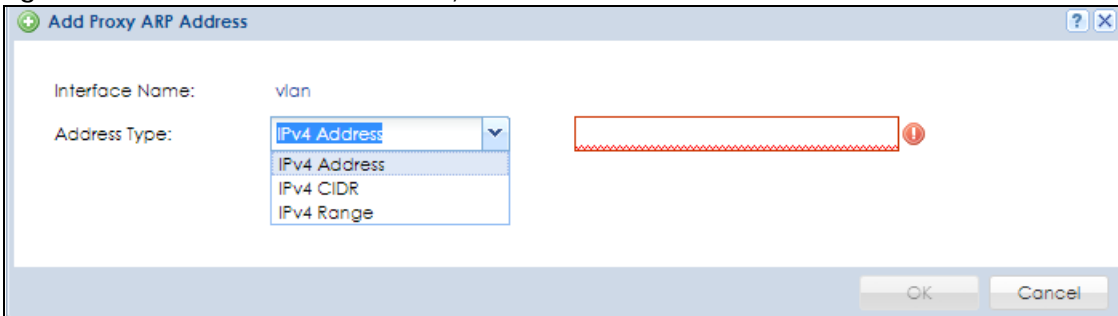 Add Proxy ARP Address
? X
Interface Name: vlan
Address Type: IPv4 Address
IPv4 Address
IPv4 CIDR
IPv4 Range
OK Cancel